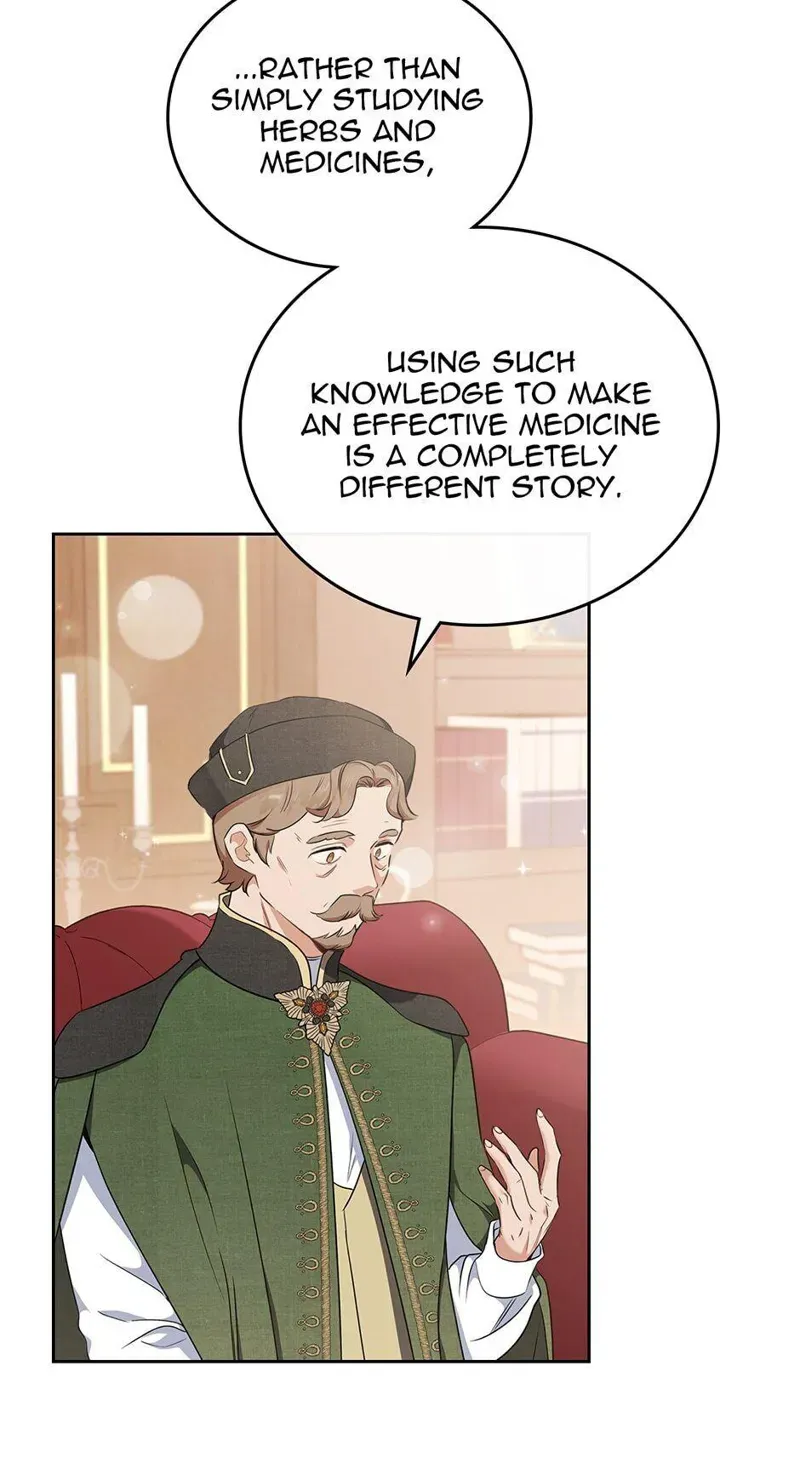 ...RATHER THAN
SIMPLY STUDYING
HERBS AND
MEDICINES,
USING SUCH
KNOWLEDGE TO MAKE
AN EFFECTIVE MEDICINE
IS A COMPLETELY
DIFFERENT STORY.